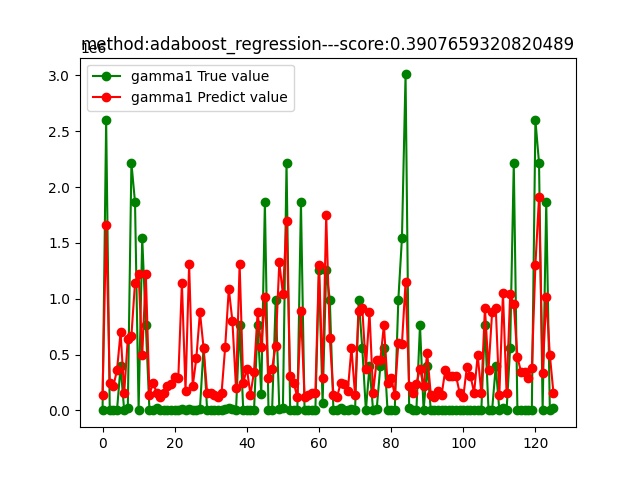 method:adaboost_regression---score:0.3907659320820489
1e6
gamma1 True value
gamma1 Predict value
3.0
2.5
2.0
1.5
1.0
0.5
0.0
0 20 40 60 80 100 120